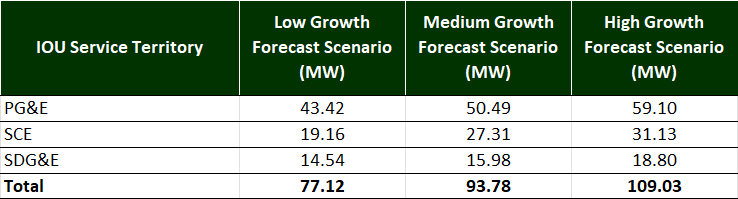 IOU Service Territory
Low Growth
Forecast Scenario
(MW)
Medium Growth
Forecast Scenario
(MW)
High Growth
Forecast Scenario
(MW)
PG&E 43.42 50.49 59.10
SCE 19.16 27.31 31.13
SDG&E 14.54 15.98 18.80
Total 77.12 93.78 109.03